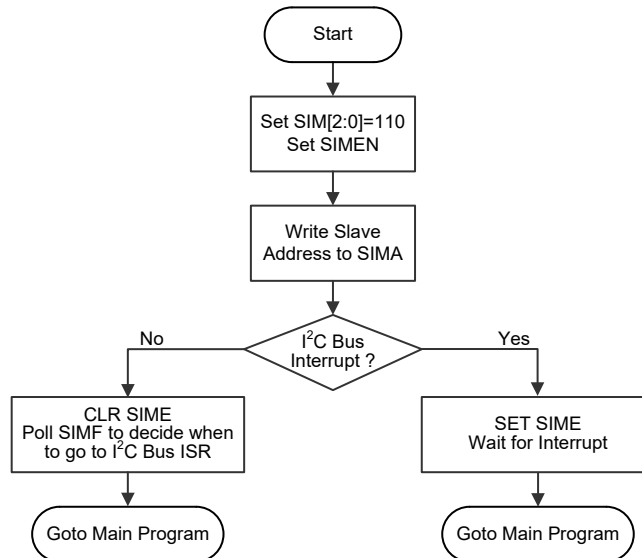 Start
Set SIM[2:0]=110
Set SIMEN
Write Slave
Address to SIMA
I²C Bus
Interrupt ?
No
Yes
CLR SIME
Poll SIMF to decide when
to go to I²C Bus ISR
SET SIME
Wait for Interrupt
Goto Main Program
Goto Main Program